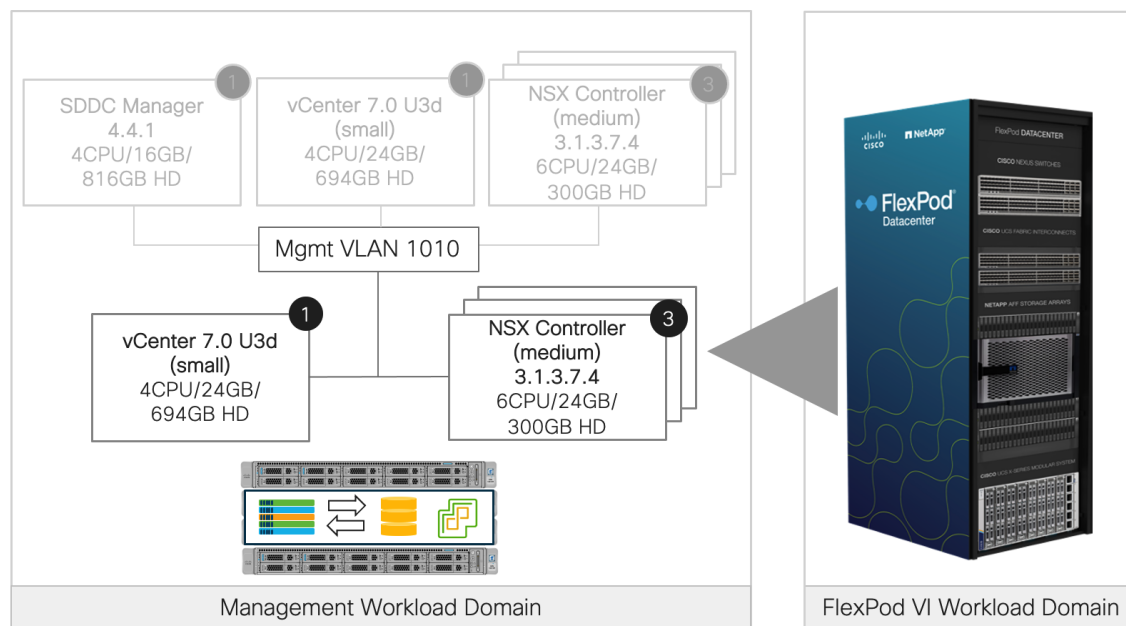 1
SDDC Manager
4.4.1
4CPU/16GB/
816GB HD
1
vCenter 7.0 U3d
(small)
4CPU/24GB/
694GB HD
3
NSX Controller
(medium)
3.1.3.7.4
6CPU/24GB/
300GB HD
Mgmt VLAN 1010
1
vCenter 7.0 U3d
(small)
4CPU/24GB/
694GB HD
3
NSX Controller
(medium)
3.1.3.7.4
6CPU/24GB/
300GB HD
Management Workload Domain
CISCO
NetApp
FlexPod
Datacenter
FlexPod DATACENTER
CISCO NEXUS SWITCHES
CISCO UCS FABRIC INTERCONNECTS
NETAPP AFF STORAGE ARRAYS
CISCO UCS X-SERIES MODULAR SYSTEM
FlexPod VI Workload Domain